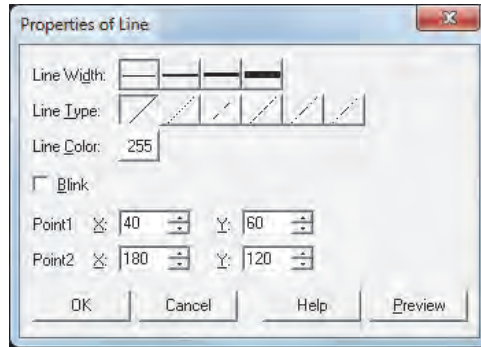 Properties of Line
Line Width:
Line Type:
Line Color: 255
Blink
Point1 X: 40 Y: 60
Point2 X: 180 Y: 120
OK Cancel Help Preview